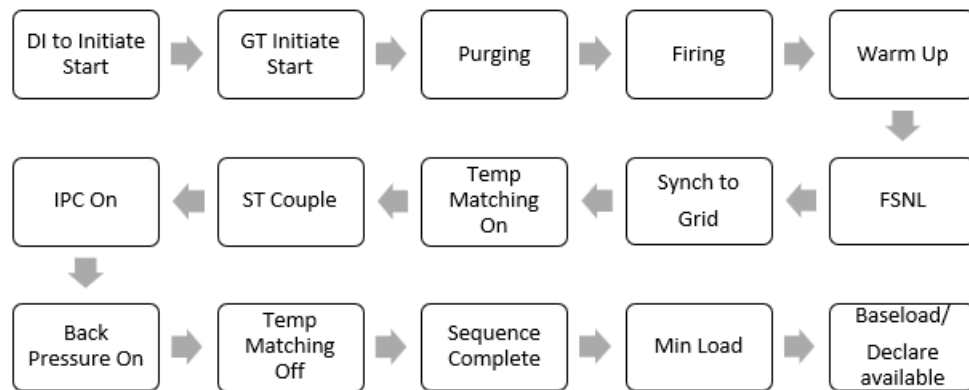 DI to Initiate
Start
GT Initiate
Start
Purging
Firing
Warm Up
FSNL
Synch to
Grid
Temp
Matching
On
ST Couple
IPC On
Back
Pressure On
Temp
Matching
Off
Sequence
Complete
Min Load
Baseload/
Declare
available